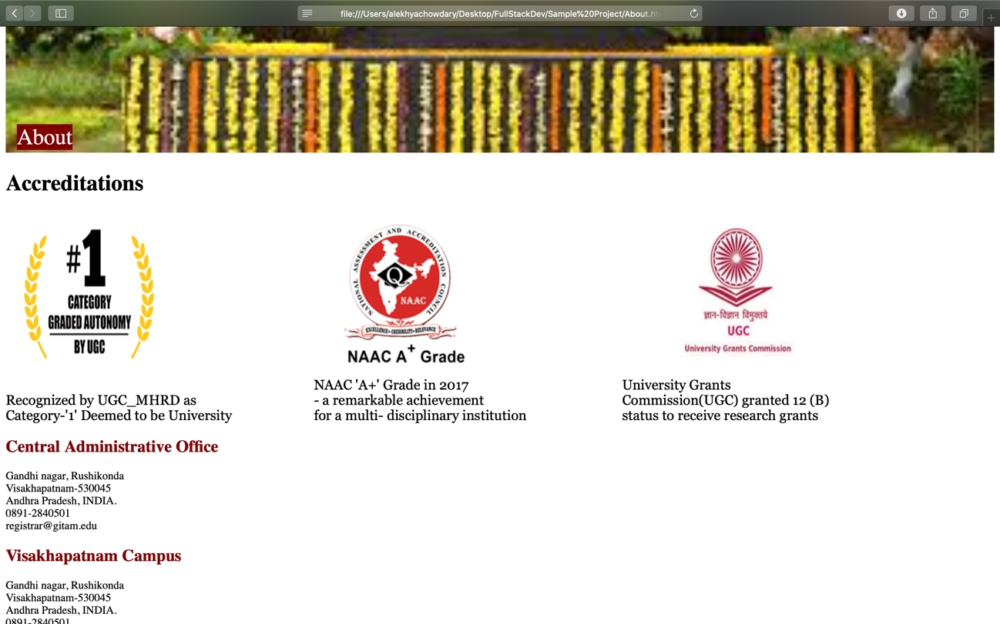 file:///Users/alekhyachowdary/Desktop/FullStackDev/Sample%20Project/About.ht
About
Accreditations
#1
CATEGORY
GRADED AUTONOMY
BY UGC
Recognized by UGC_MHRD as
Category-'1' Deemed to be University
NATIONAL ASSESSMENT AND ACCREDITATION COUNCIL
Q
NAAC
EXCELLENCE • CREDIBILITY • RELEVANCE
NAAC A+ Grade
NAAC 'A+' Grade in 2017
- a remarkable achievement
for a multi- disciplinary institution
ज्ञान-विज्ञान विमुक्तये
UGC
University Grants Commission
University Grants
Commission(UGC) granted 12 (B)
status to receive research grants
Central Administrative Office
Gandhi nagar, Rushikonda
Visakhapatnam-530045
Andhra Pradesh, INDIA.
0891-2840501
registrar@gitam.edu
Visakhapatnam Campus
Gandhi nagar, Rushikonda
Visakhapatnam-530045
Andhra Pradesh, INDIA.
0891-2840501